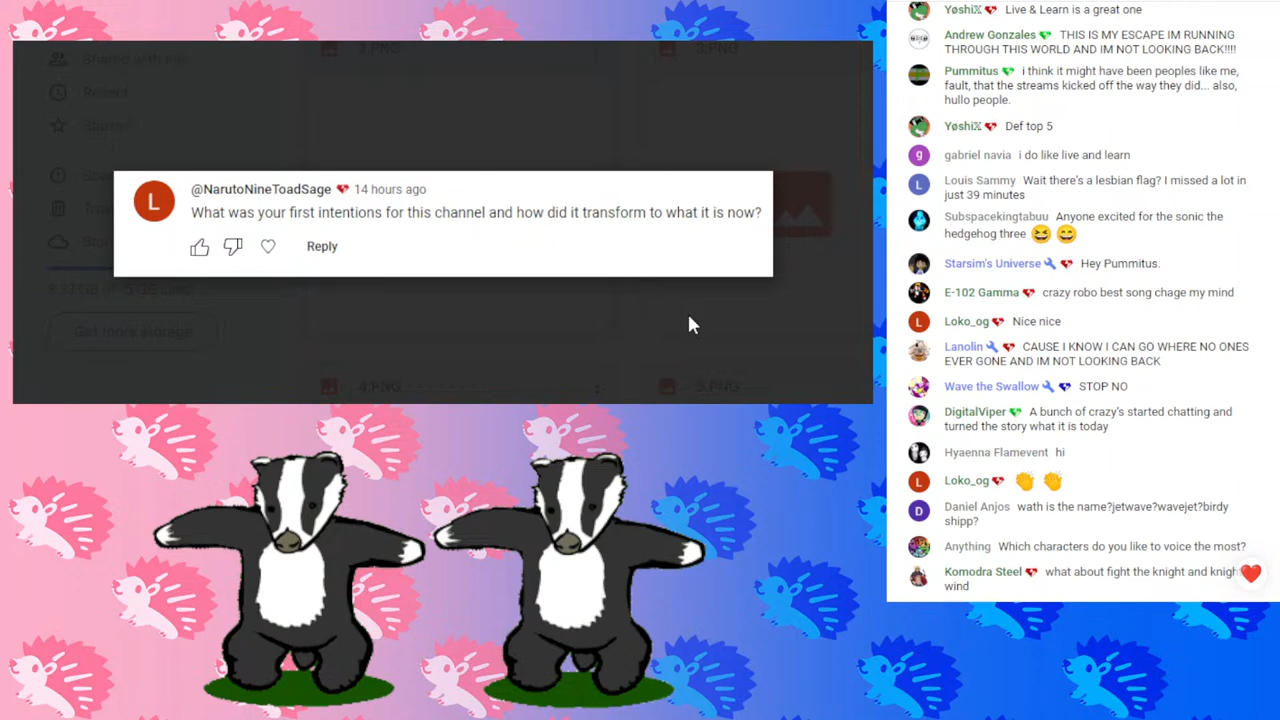 3.PNG
3.PNG
Shared with me
Recent
Starred
L
@NarutoNineToadSage 14 hours ago
What was your first intentions for this channel and how did it transform to what it is now?
Reply
Get more storage
4.PNG
5.PNG
YøshiX Live & Learn is a great one
Andrew Gonzales THIS IS MY ESCAPE IM RUNNING
THROUGH THIS WORLD AND IM NOT LOOKING BACK!!!!
Pummitus i think it might have been peoples like me,
fault, that the streams kicked off the way they did... also,
hullo people.
YøshiX Def top 5
g
gabriel navia i do like live and learn
L
Louis Sammy Wait there's a lesbian flag? I missed a lot in
just 39 minutes
Subspacekingtabuu Anyone excited for the sonic the
hedgehog three 😆 😄
Starsim's Universe Hey Pummitus.
E-102 Gamma crazy robo best song chage my mind
L
Loko_og Nice nice
Lanolin CAUSE I KNOW I CAN GO WHERE NO ONES
EVER GONE AND IM NOT LOOKING BACK
Wave the Swallow STOP NO
DigitalViper A bunch of crazy's started chatting and
turned the story what it is today
Hyaenna Flamevent hi
L
Loko_og 👏 👏
D
Daniel Anjos wath is the name?jetwave?wavejet?birdy
shipp?
Anything Which characters do you like to voice the most?
Komodra Steel what about fight the knight and knigh
wind